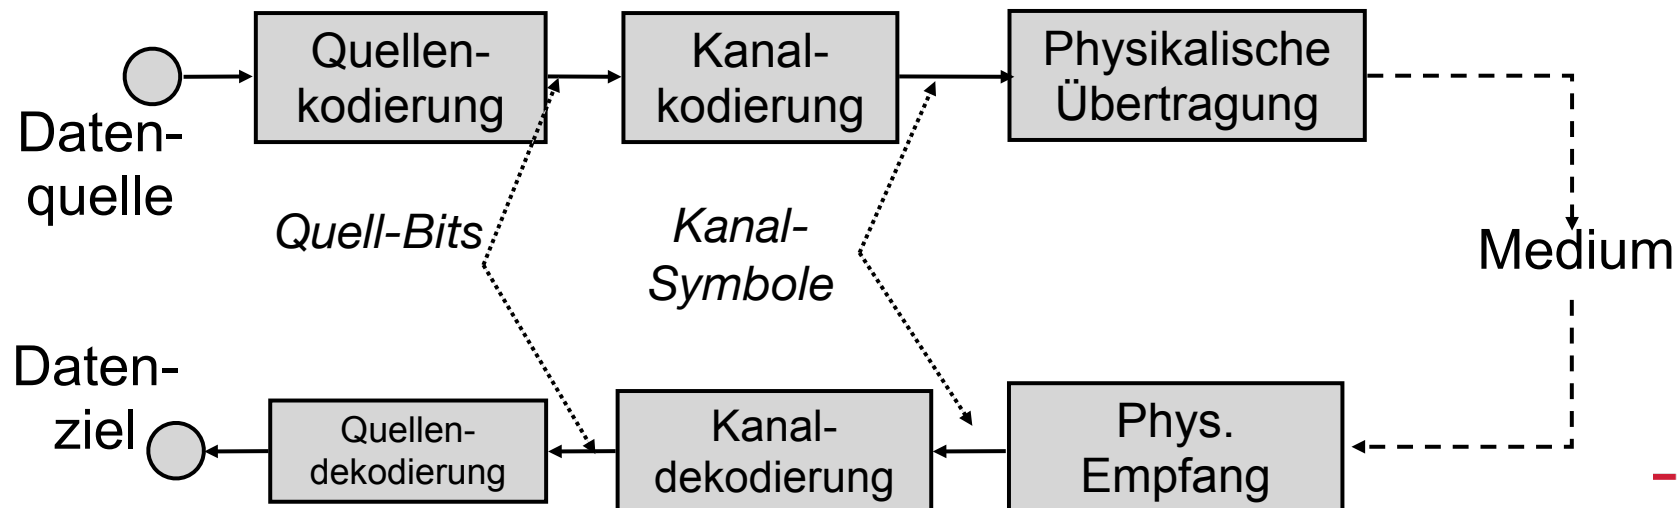 Quellen-
kodierung
Kanal-
kodierung
Physikalische
Übertragung
Daten-
quelle
Quell-Bits
Kanal-
Symbole
Medium
Daten-
ziel
Quellen-
dekodierung
Kanal-
dekodierung
Phys.
Empfang